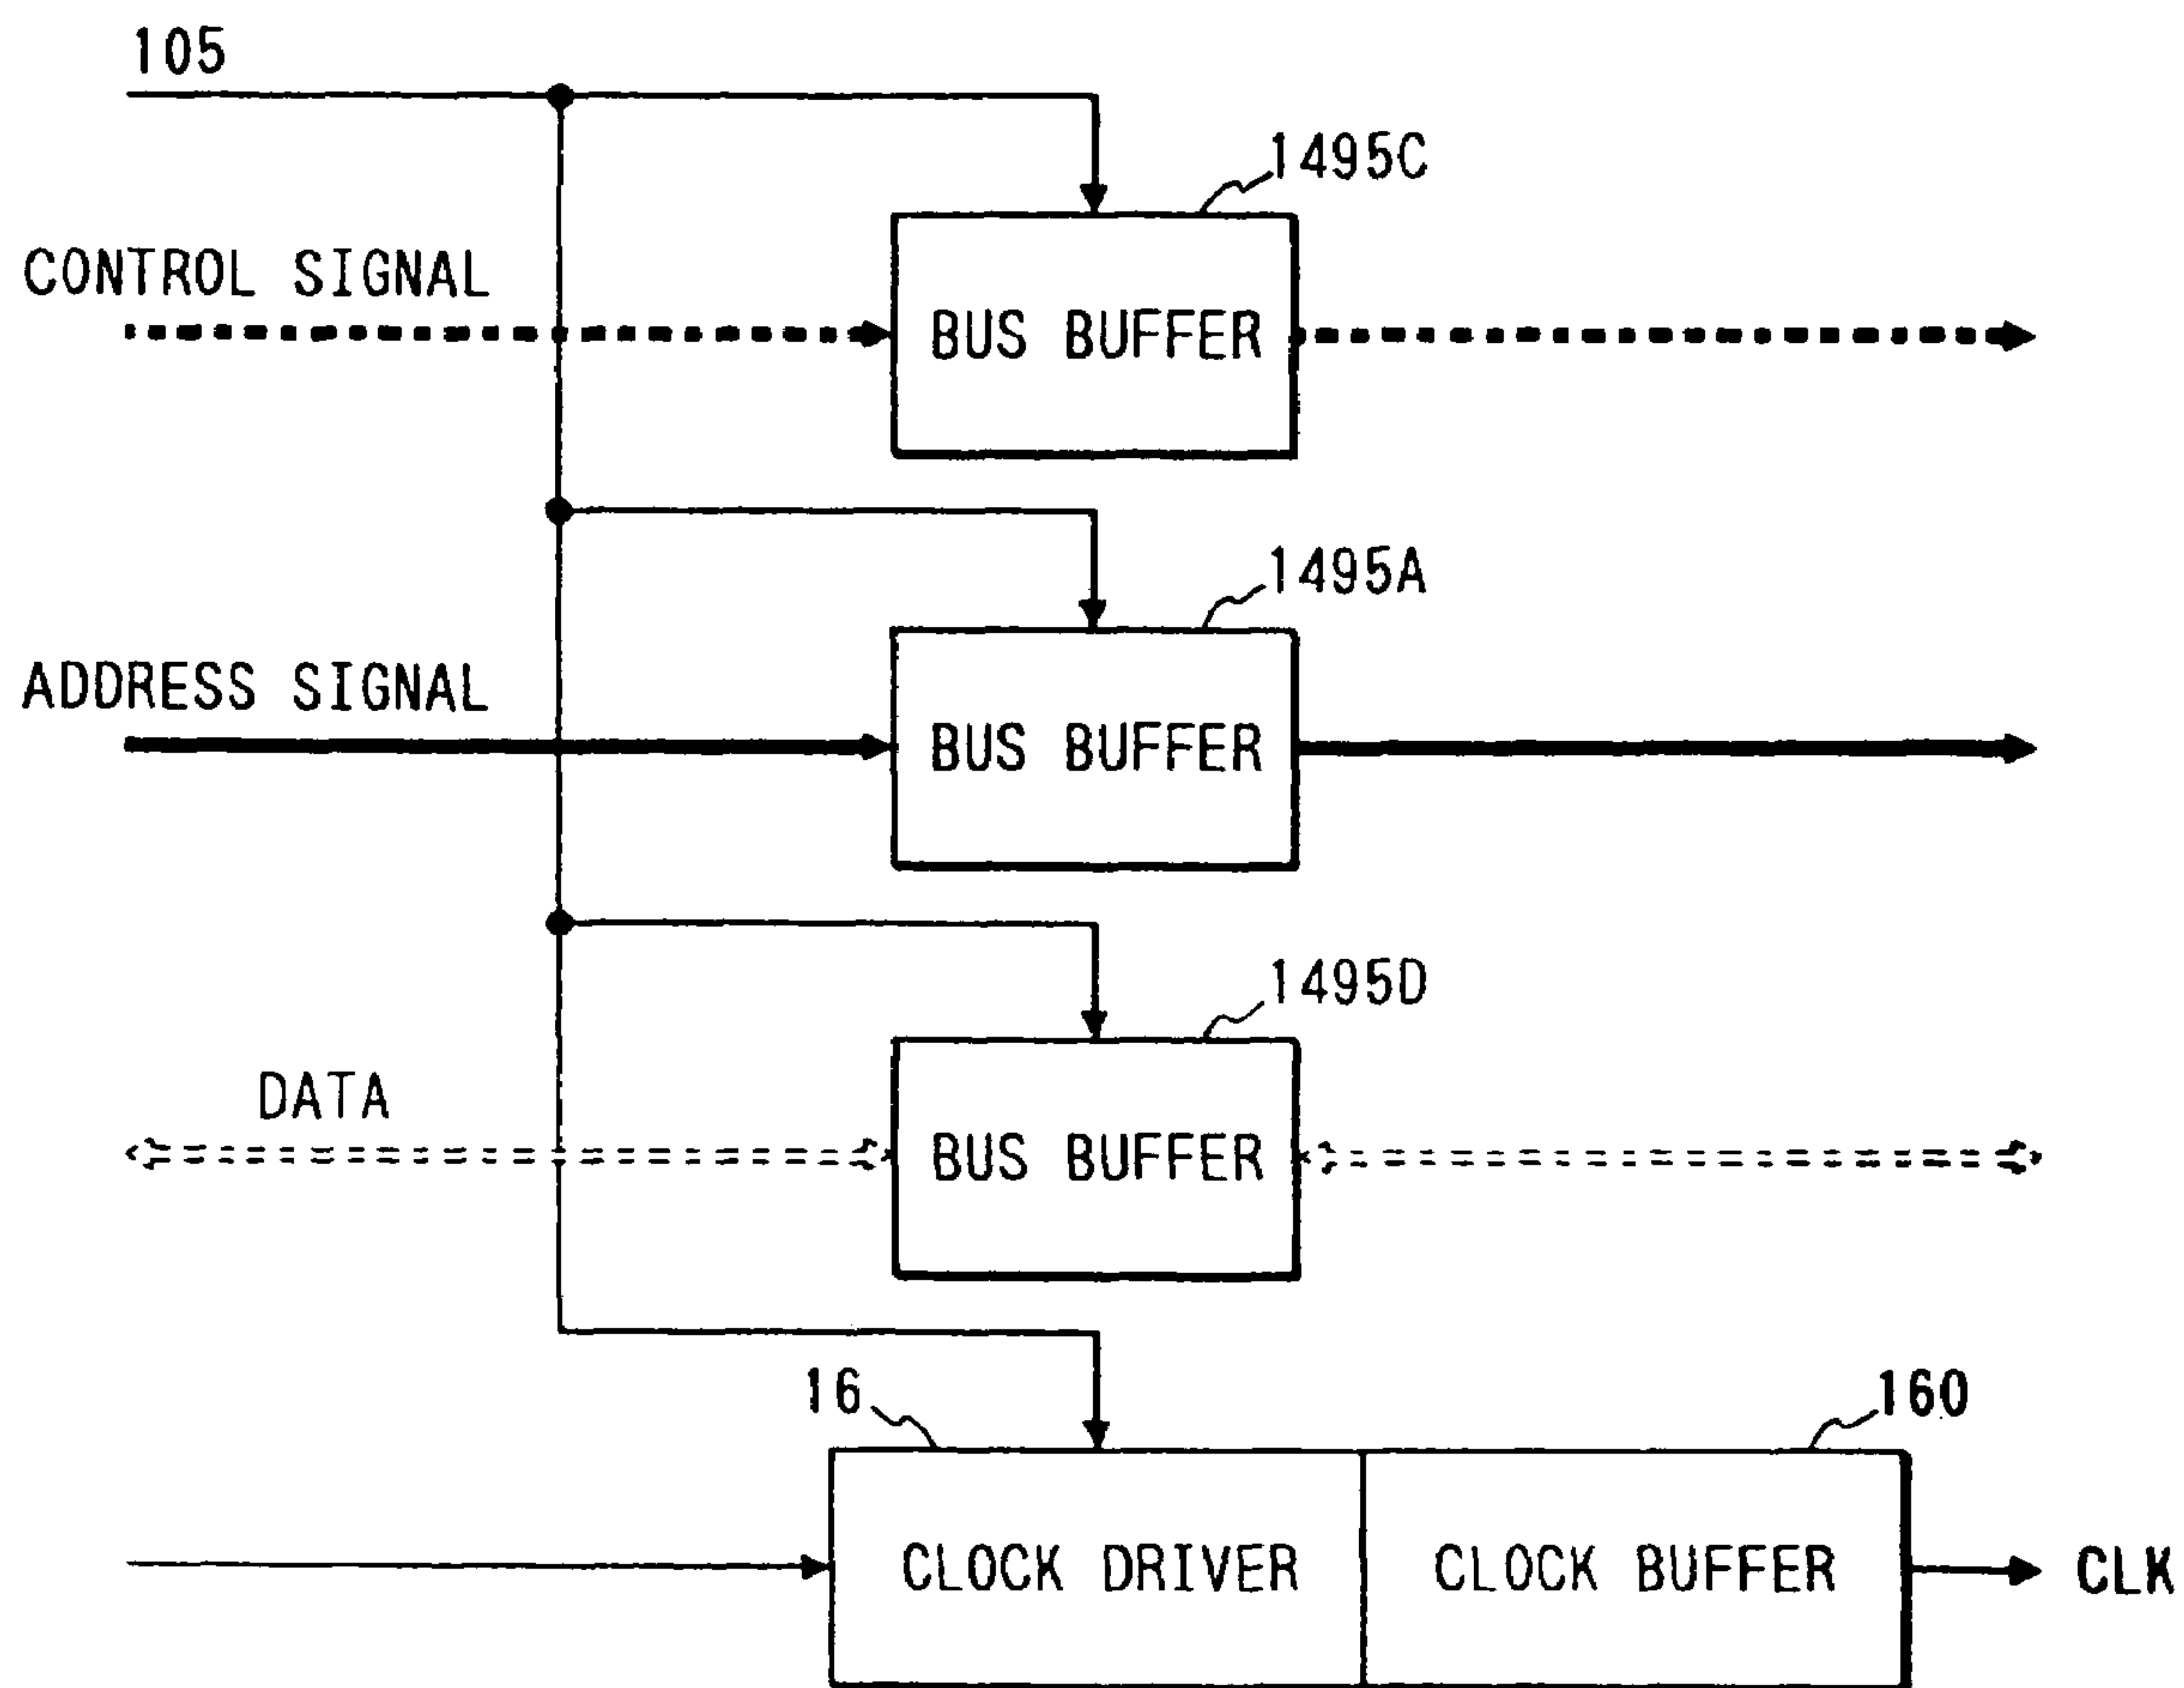 105
1495C
CONTROL SIGNAL
BUS BUFFER
1495A
ADDRESS SIGNAL
BUS BUFFER
1495D
DATA
BUS BUFFER
16
160
CLOCK DRIVER
CLOCK BUFFER
CLK